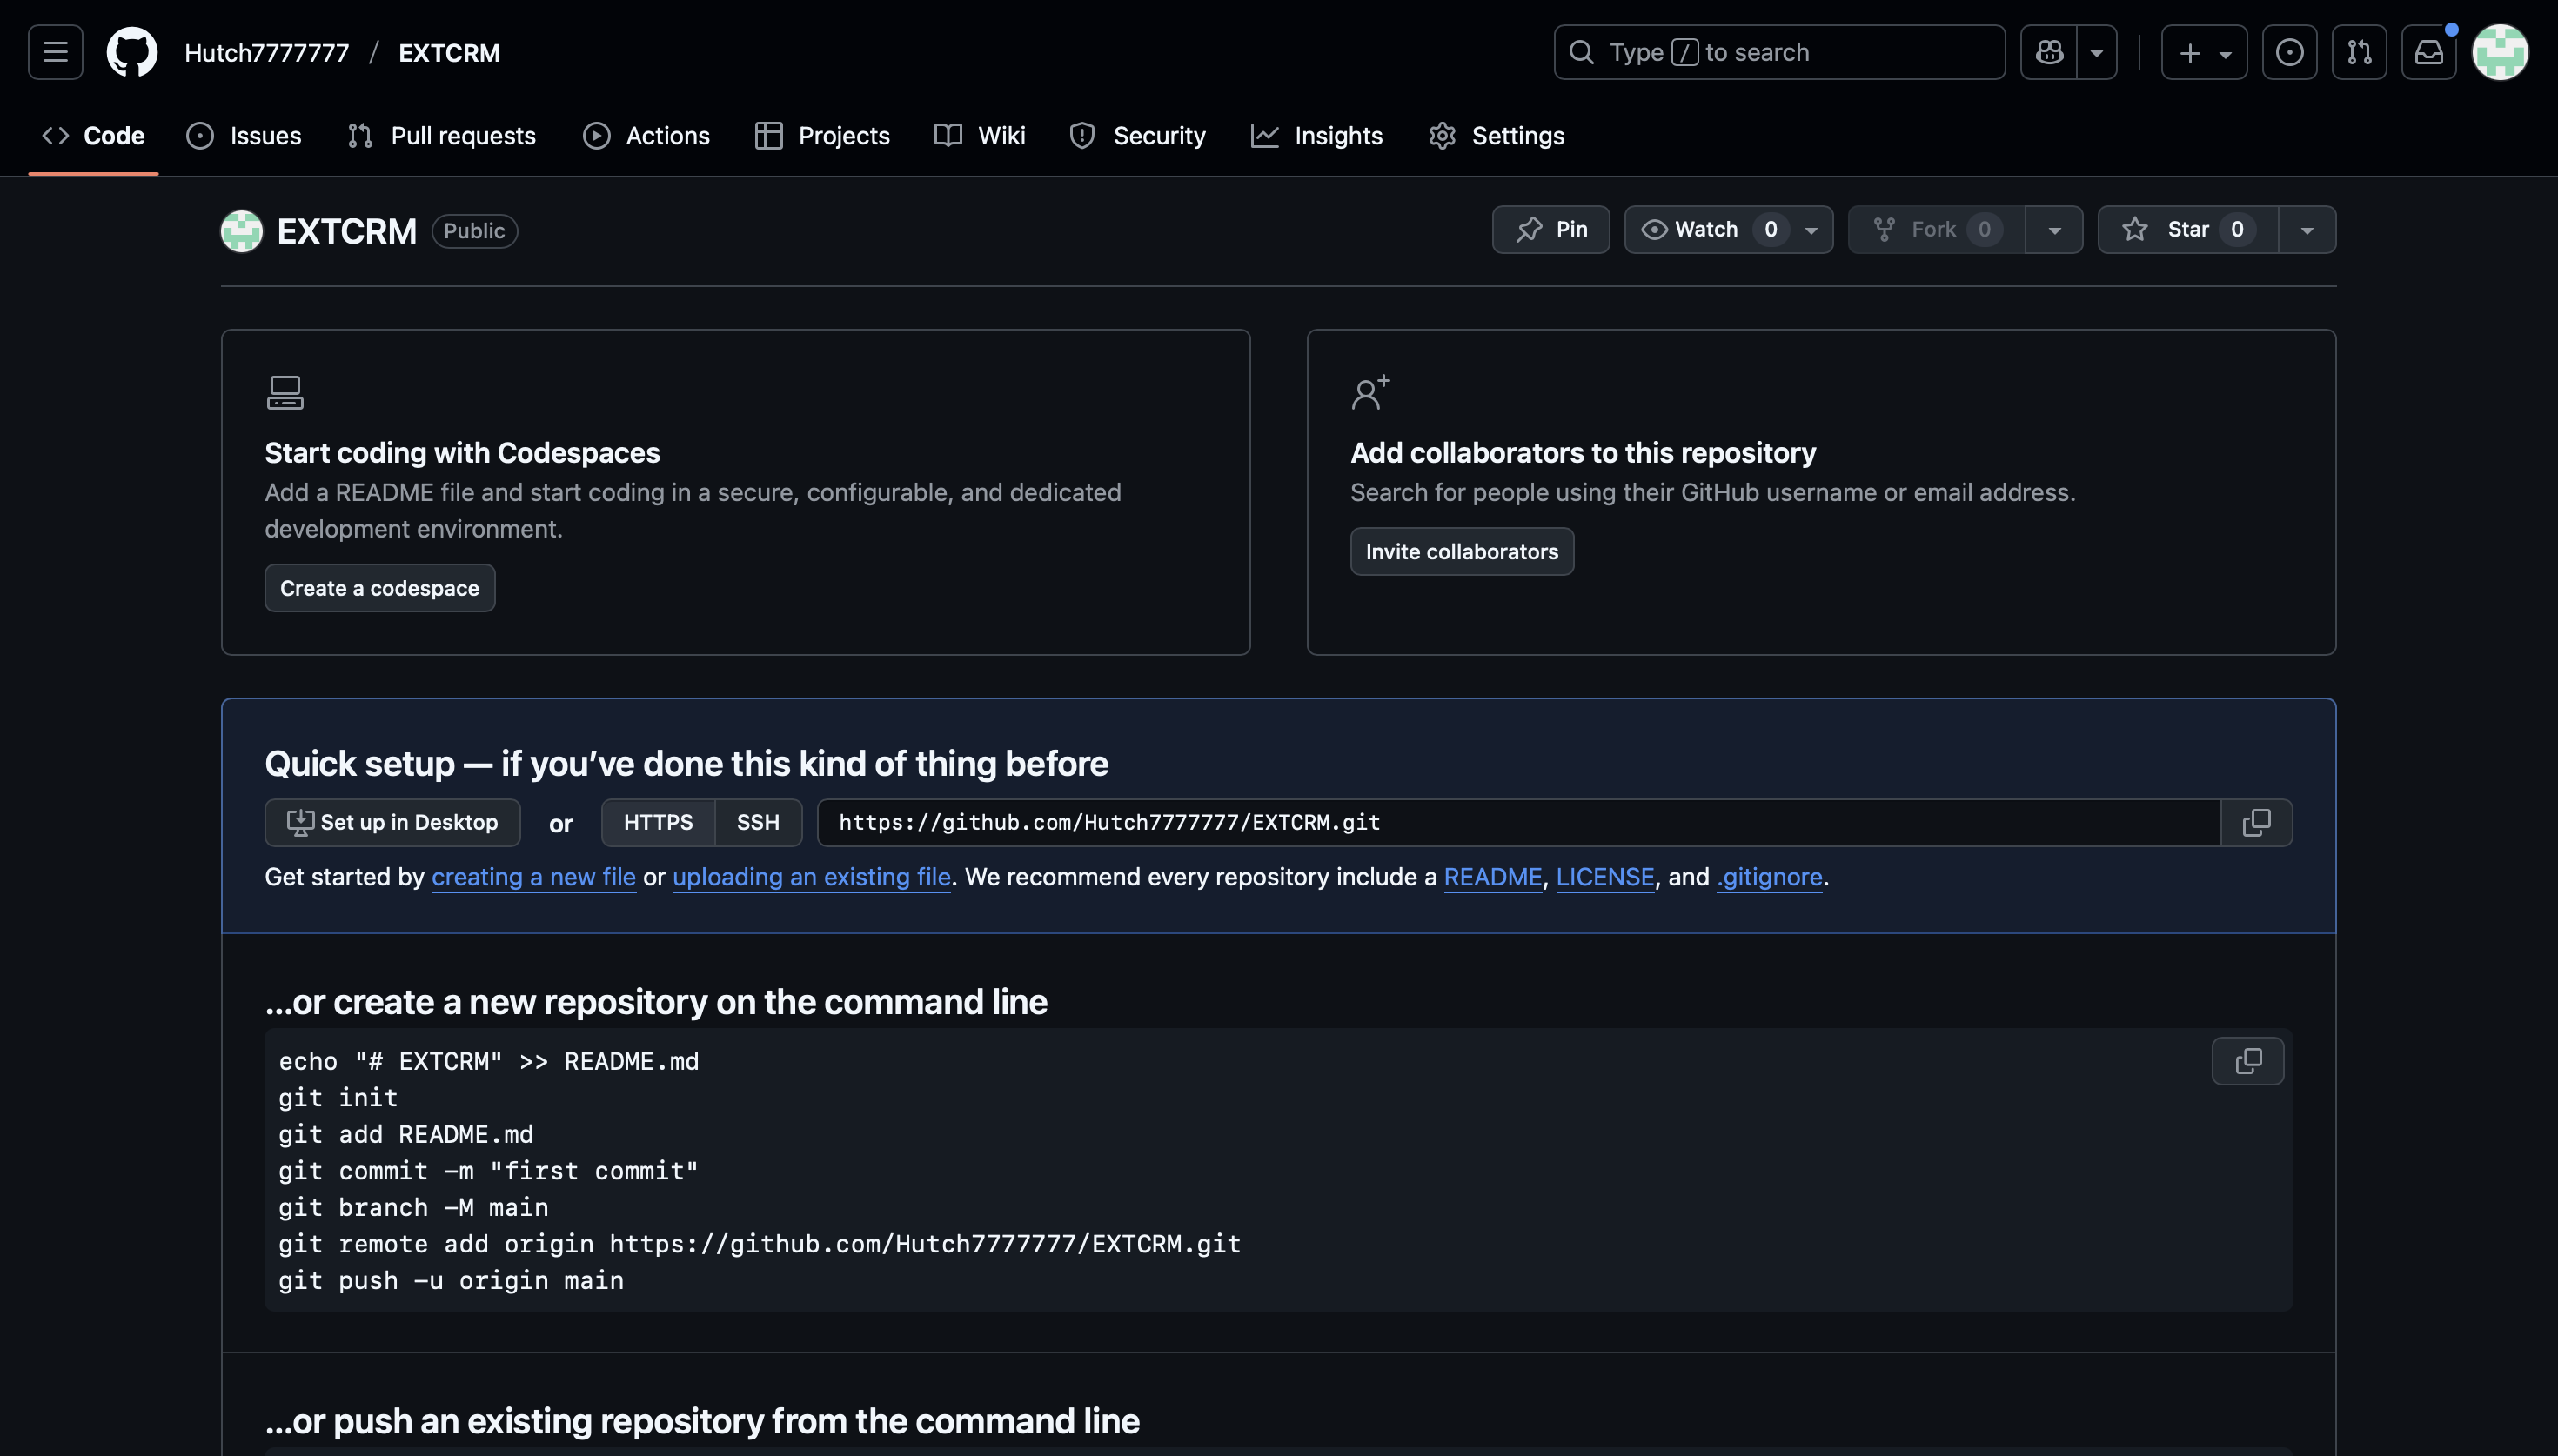 Hutch7777777 / EXTCRM
Type / to search
Code Issues Pull requests Actions Projects Wiki Security Insights Settings
EXTCRM Public
Pin Watch 0 Fork 0 Star 0
Start coding with Codespaces
Add a README file and start coding in a secure, configurable, and dedicated
development environment.
Create a codespace
Add collaborators to this repository
Search for people using their GitHub username or email address.
Invite collaborators
Quick setup — if you’ve done this kind of thing before
Set up in Desktop or HTTPS SSH https://github.com/Hutch7777777/EXTCRM.git
Get started by creating a new file or uploading an existing file. We recommend every repository include a README, LICENSE, and .gitignore.
…or create a new repository on the command line
echo "# EXTCRM" >> README.md
git init
git add README.md
git commit -m "first commit"
git branch -M main
git remote add origin https://github.com/Hutch7777777/EXTCRM.git
git push -u origin main
…or push an existing repository from the command line